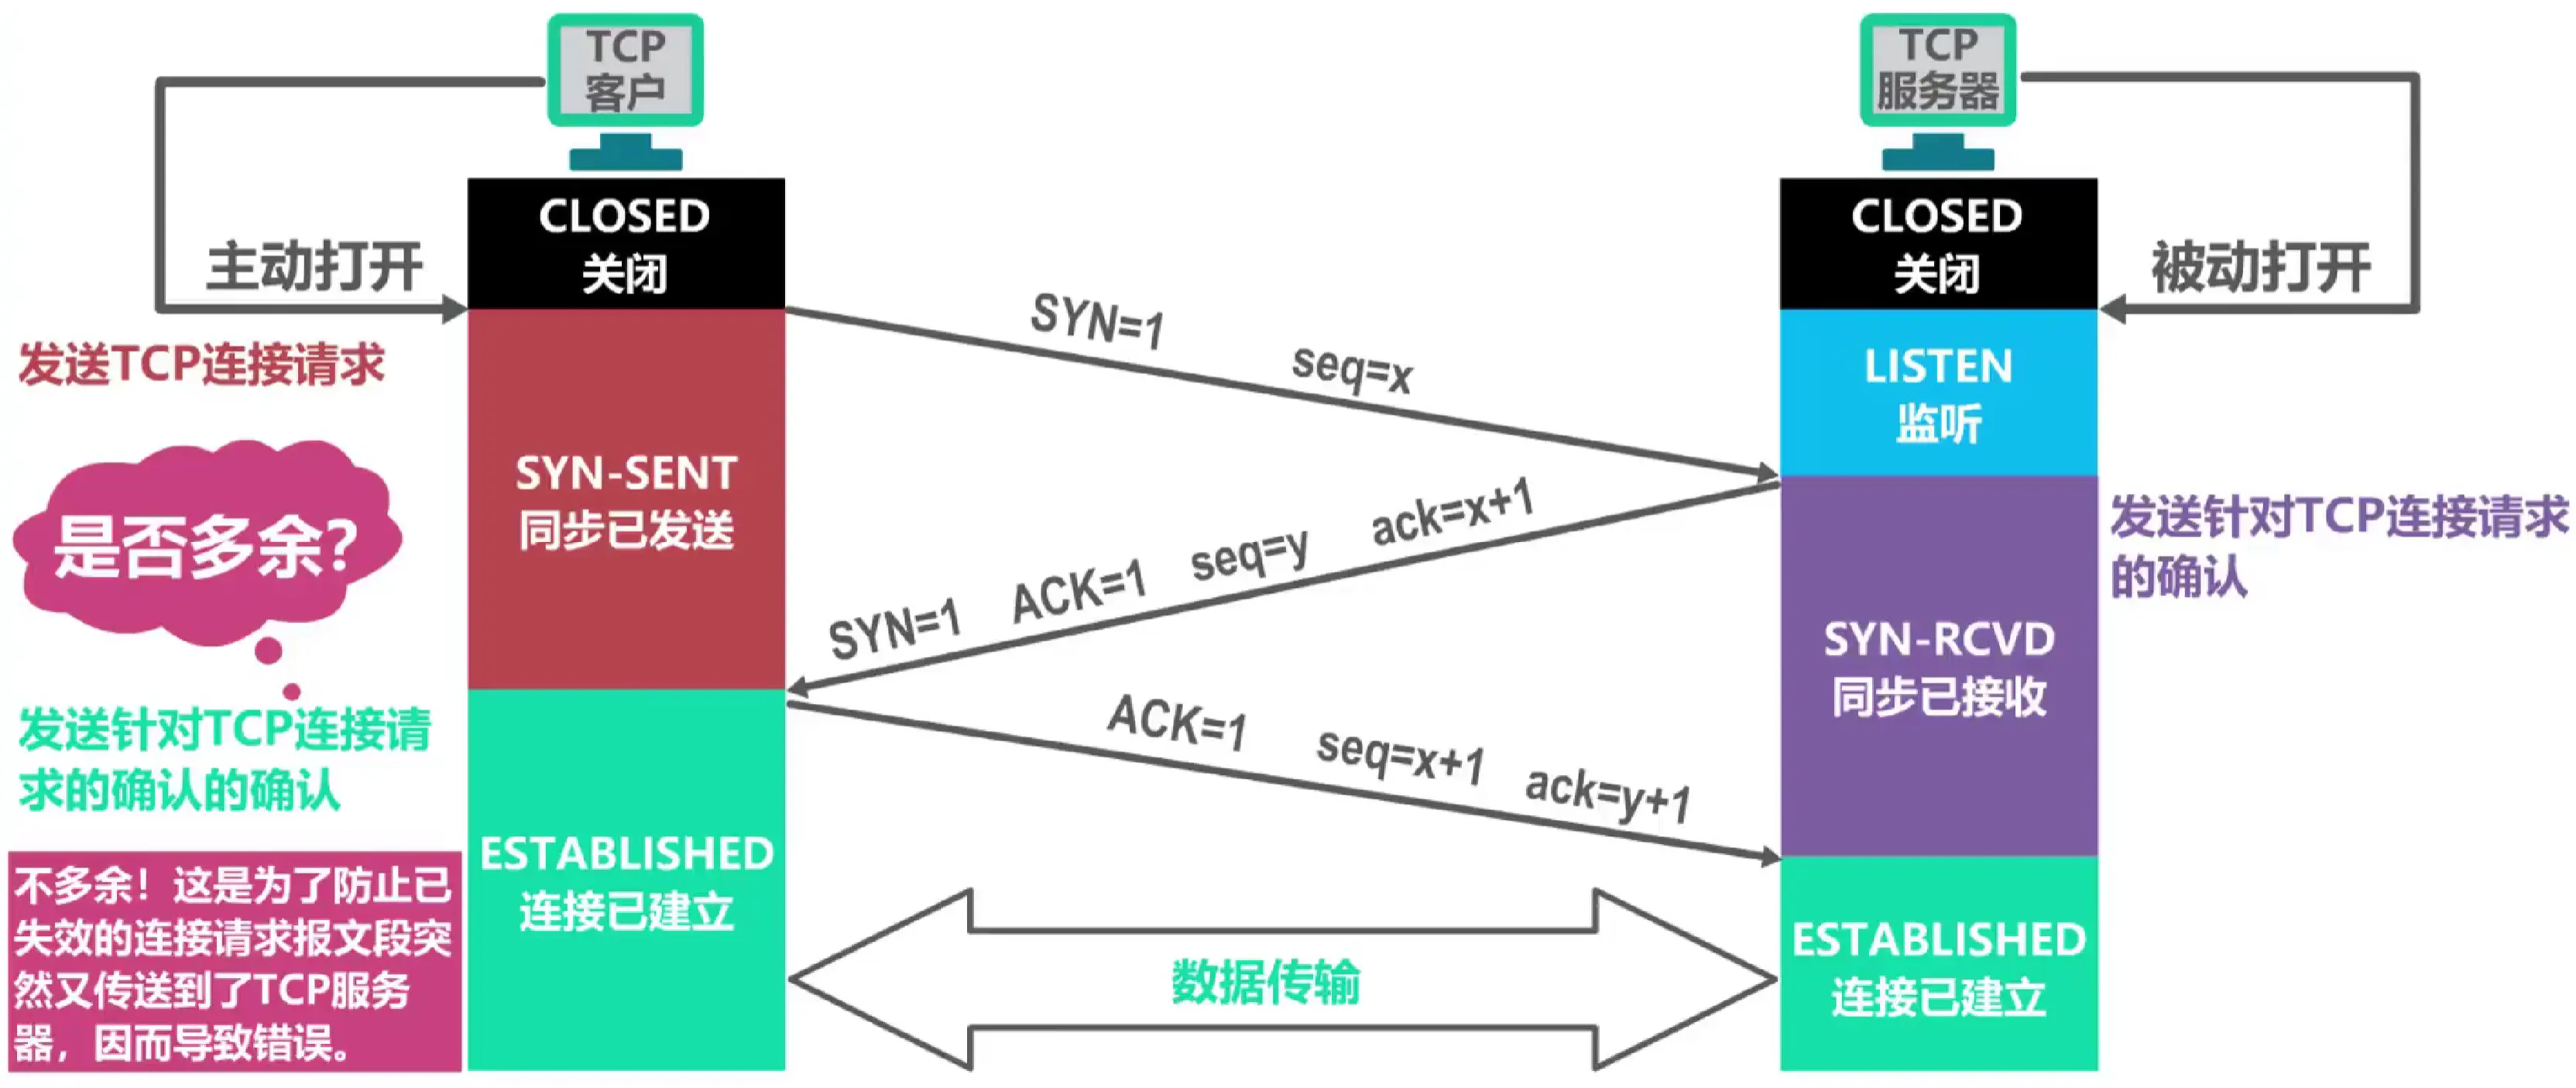 TCP
客户
TCP
服务器
CLOSED
关闭
CLOSED
关闭
主动打开
被动打开
SYN=1 seq=x
发送TCP连接请求
LISTEN
监听
SYN-SENT
同步已发送
是否多余？
SYN=1 ACK=1 seq=y ack=x+1
发送针对TCP连接请求
的确认
SYN-RCVD
同步已接收
发送针对TCP连接请
求的确认的确认
ACK=1 seq=x+1 ack=y+1
ESTABLISHED
连接已建立
不多余！这是为了防止已
失效的连接请求报文段突
然又传送到了TCP服务
器，因而导致错误。
数据传输
ESTABLISHED
连接已建立